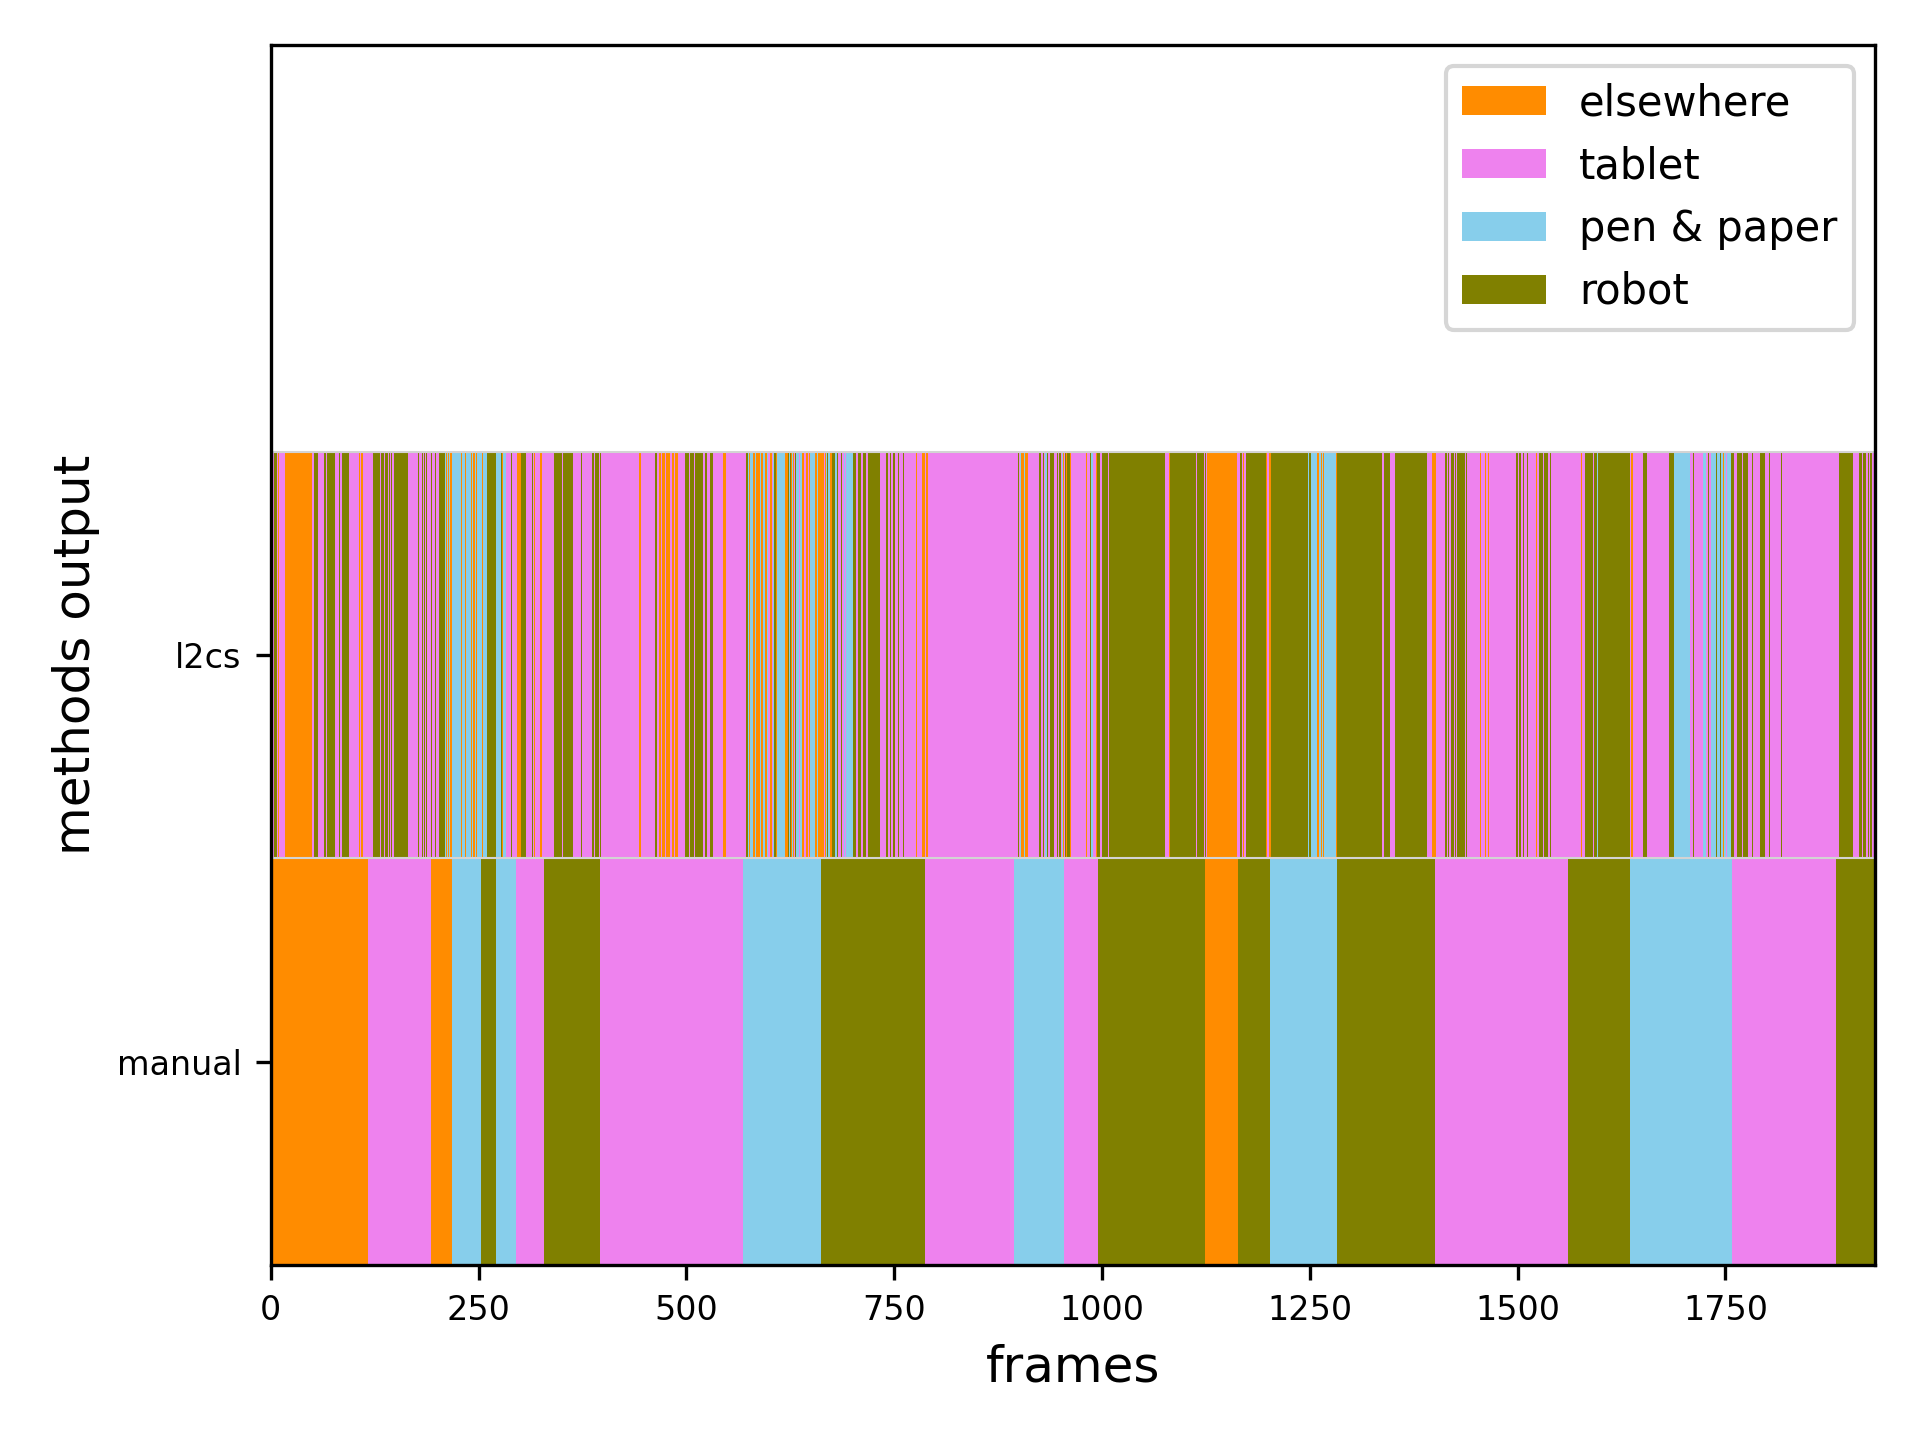 elsewhere
tablet
pen & paper
robot
methods output
l2cs
manual
0 250 500 750 1000 1250 1500 1750
frames